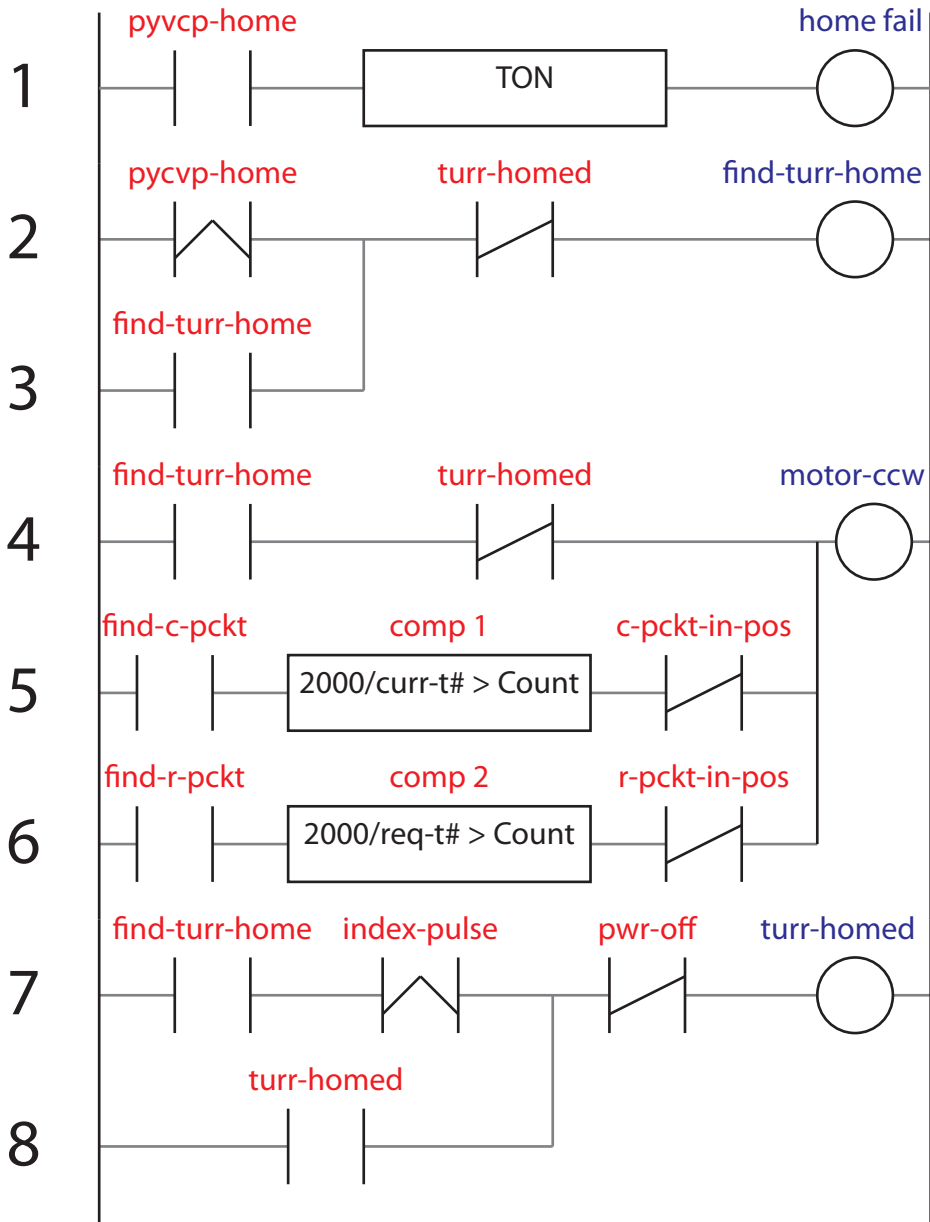 pyvcp-home home fail
1 TON
pycvp-home turr-homed find-turr-home
2
find-turr-home
3
find-turr-home turr-homed motor-ccw
4
find-c-pckt comp 1 c-pckt-in-pos
5 2000/curr-t# > Count
find-r-pckt comp 2 r-pckt-in-pos
6 2000/req-t# > Count
find-turr-home index-pulse pwr-off turr-homed
7
turr-homed
8